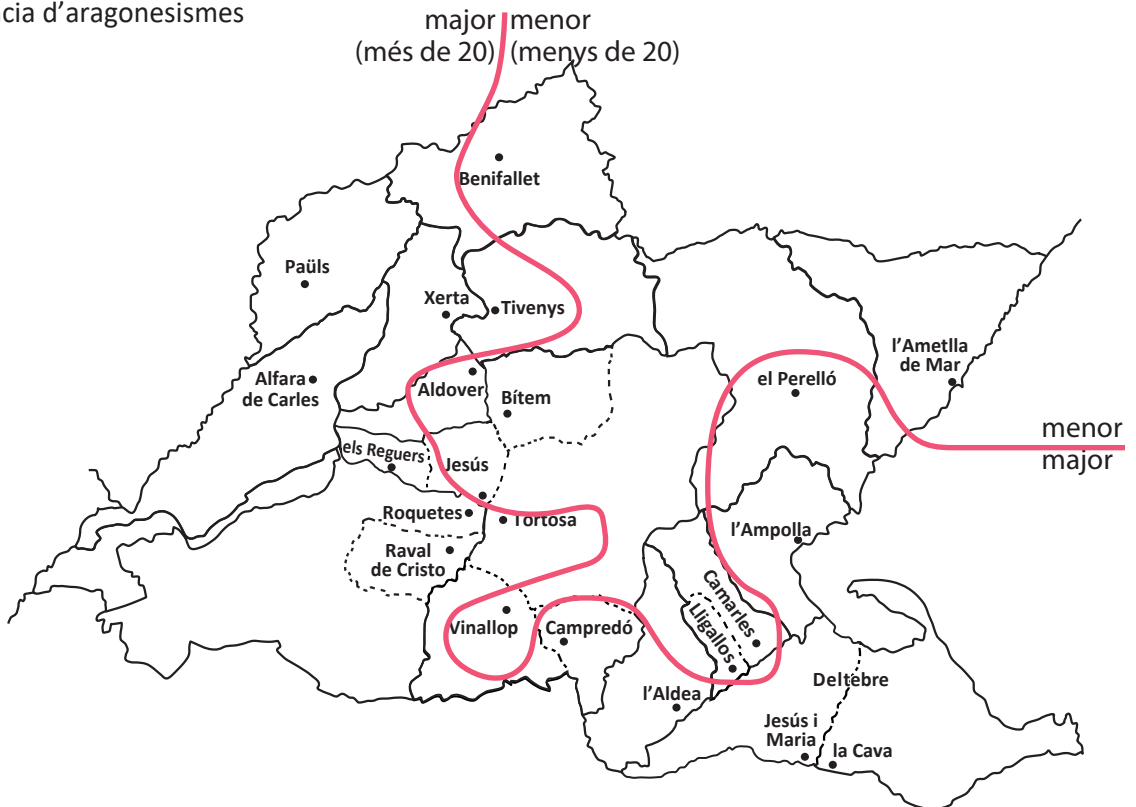 d'aragonesismes
major menor
(més de 20) (menys de 20)
Benifallet
Paüls
Xerta
Tivenys
l'Ametlla
de Mar
Alfara
de Carles
Aldover
Bítem
el Perelló
menor
major
els Reguers
Jesús
Roquetes
Tortosa
l'Ampolla
Raval
de Cristo
Camarles
Lligallos
Vinallop
Campredó
l'Aldea
Deltebre
Jesús i
Maria
la Cava